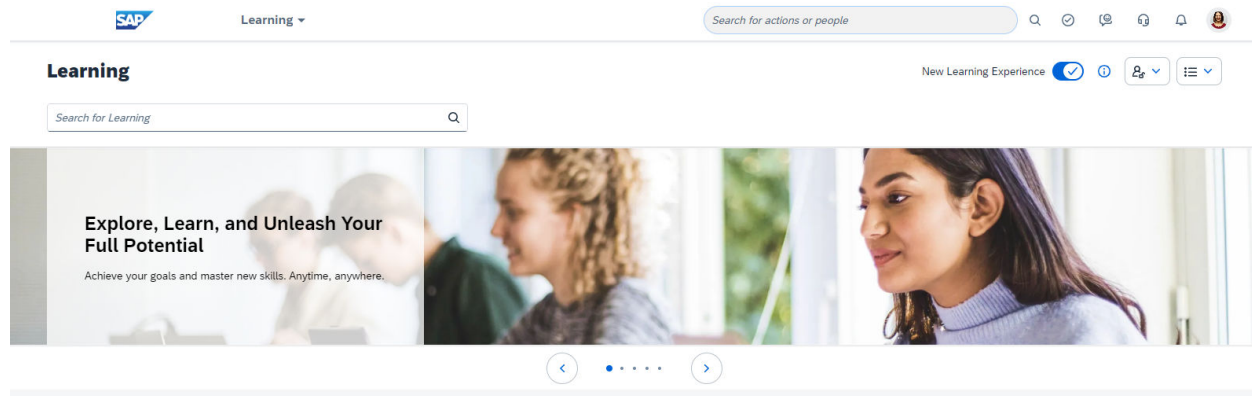 SAP
Learning
Search for actions or people
Learning
New Learning Experience
Search for Learning
Explore, Learn, and Unleash Your
Full Potential
Achieve your goals and master new skills. Anytime, anywhere.